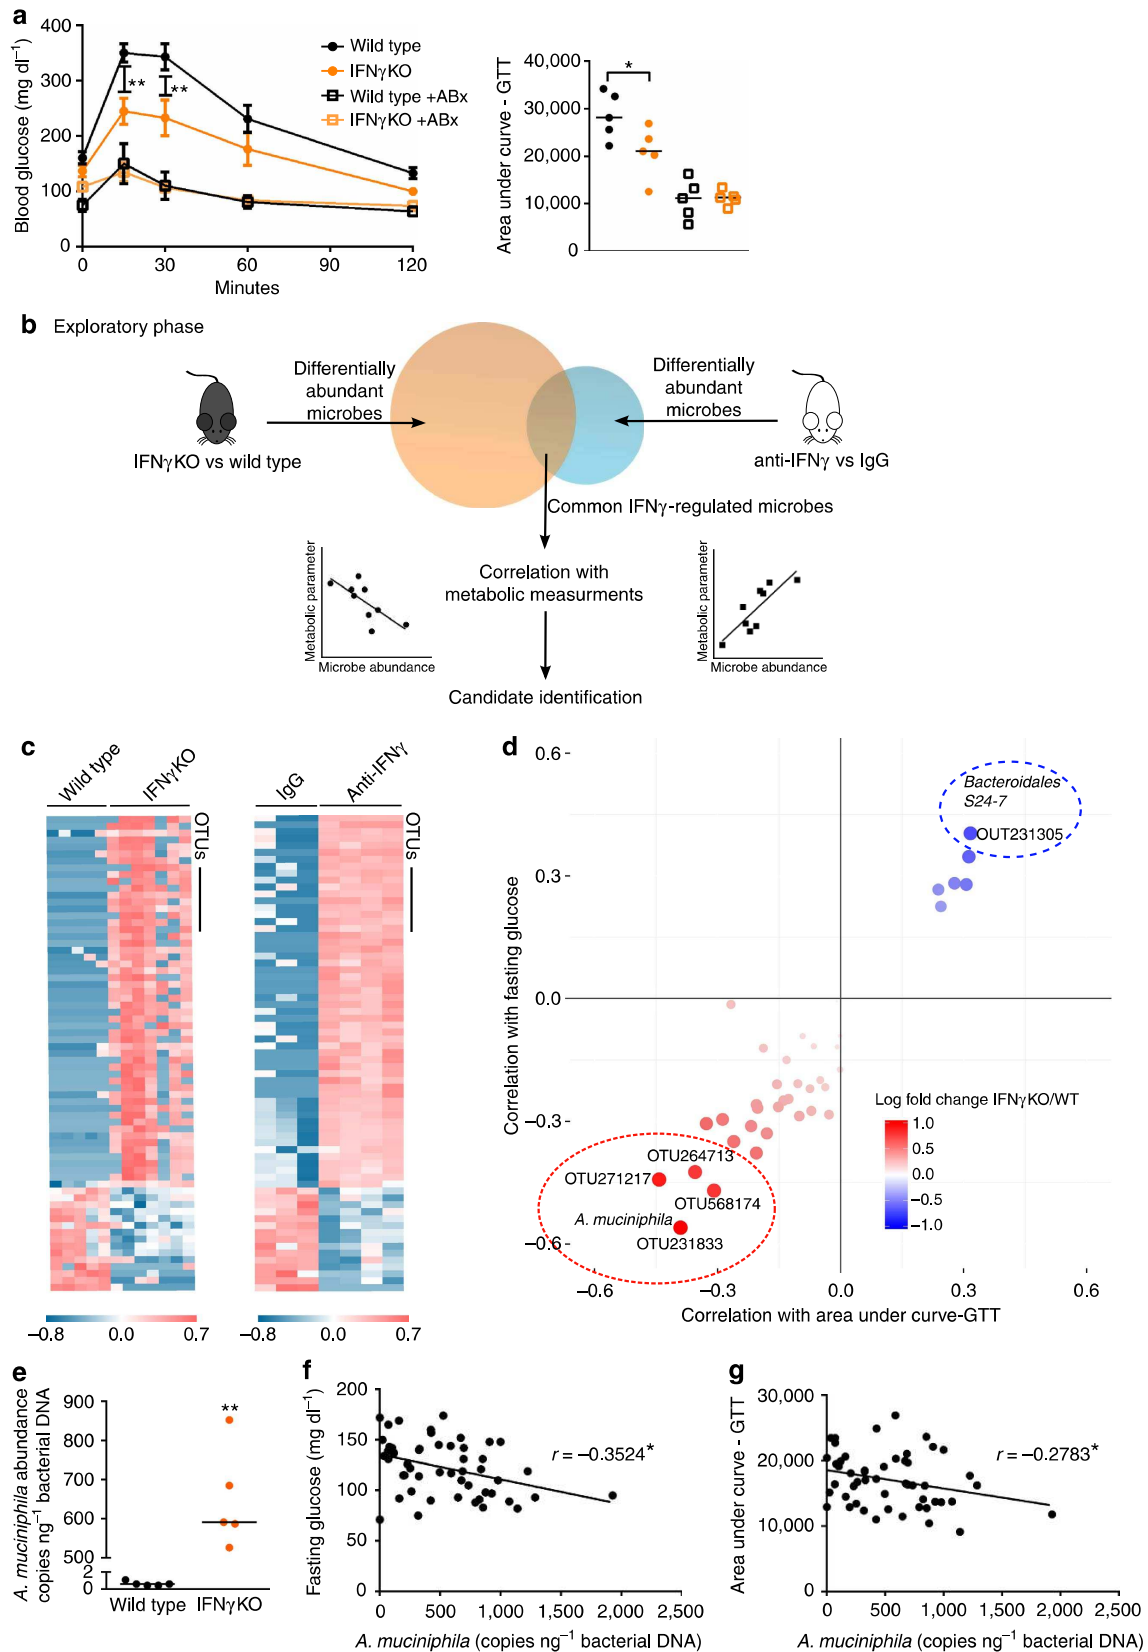 a
Blood glucose (mg dl⁻¹)
400
300
200
100
0
0
30
60
90
120
Minutes
**
**
Wild type
IFNγKO
Wild type +ABx
IFNγKO +ABx
Area under curve - GTT
40,000
30,000
20,000
10,000
0
*
b Exploratory phase
Differentially
abundant
microbes
IFNγKO vs wild type
Differentially
abundant
microbes
anti-IFNγ vs IgG
Common IFNγ-regulated microbes
Correlation with
metabolic measurments
Candidate identification
Metabolic parameter
Microbe abundance
Metabolic parameter
Microbe abundance
c
Wild type
IFNγKO
OTUs
−0.8
0.0
0.7
IgG
Anti-IFNγ
OTUs
−0.8
0.0
0.7
d
Correlation with fasting glucose
0.6
0.3
0.0
−0.3
−0.6
−0.6
−0.3
0.0
0.3
0.6
Correlation with area under curve-GTT
Bacteroidales
S24-7
OUT231305
OTU264713
OTU271217
OTU568174
A. muciniphila
OTU231833
Log fold change IFNγKO/WT
1.0
0.5
0.0
−0.5
−1.0
e
A. muciniphila abundance
copies ng⁻¹ bacterial DNA
900
800
700
600
500
2
0
**
Wild type
IFNγKO
f
Fasting glucose (mg dl⁻¹)
200
150
100
50
0
r = −0.3524*
0
500
1,000
1,500
2,000
2,500
A. muciniphila (copies ng⁻¹ bacterial DNA)
g
Area under curve - GTT
30,000
20,000
10,000
0
r = −0.2783*
0
500
1,000
1,500
2,000
2,500
A. muciniphila (copies ng⁻¹ bacterial DNA)